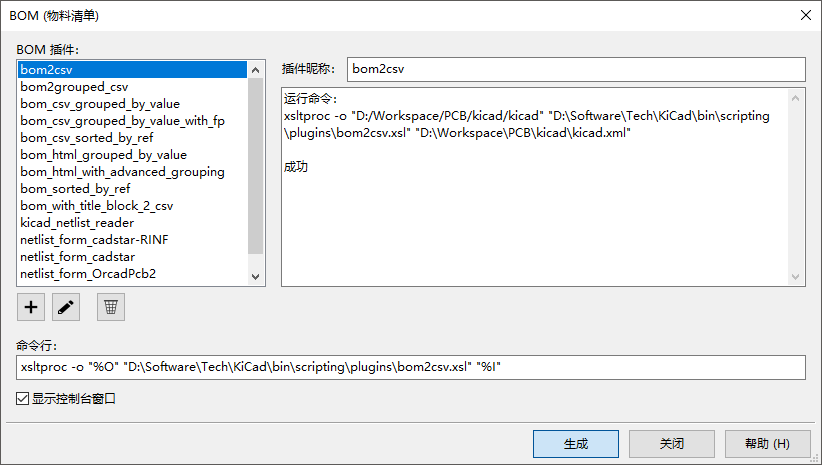 BOM (物料清单)
BOM 插件：
bom2csv
bom2grouped_csv
bom_csv_grouped_by_value
bom_csv_grouped_by_value_with_fp
bom_csv_sorted_by_ref
bom_html_grouped_by_value
bom_html_with_advanced_grouping
bom_sorted_by_ref
bom_with_title_block_2_csv
kicad_netlist_reader
netlist_form_cadstar-RINF
netlist_form_cadstar
netlist_form_OrcadPcb2
插件昵称： bom2csv
运行命令：
xsltproc -o "D:/Workspace/PCB/kicad/kicad" "D:\Software\Tech\KiCad\bin\scripting
\plugins\bom2csv.xsl" "D:\Workspace\PCB\kicad\kicad.xml"
成功
命令行：
xsltproc -o "%O" "D:\Software\Tech\KiCad\bin\scripting\plugins\bom2csv.xsl" "%I"
显示控制台窗口
生成 关闭 帮助 (H)